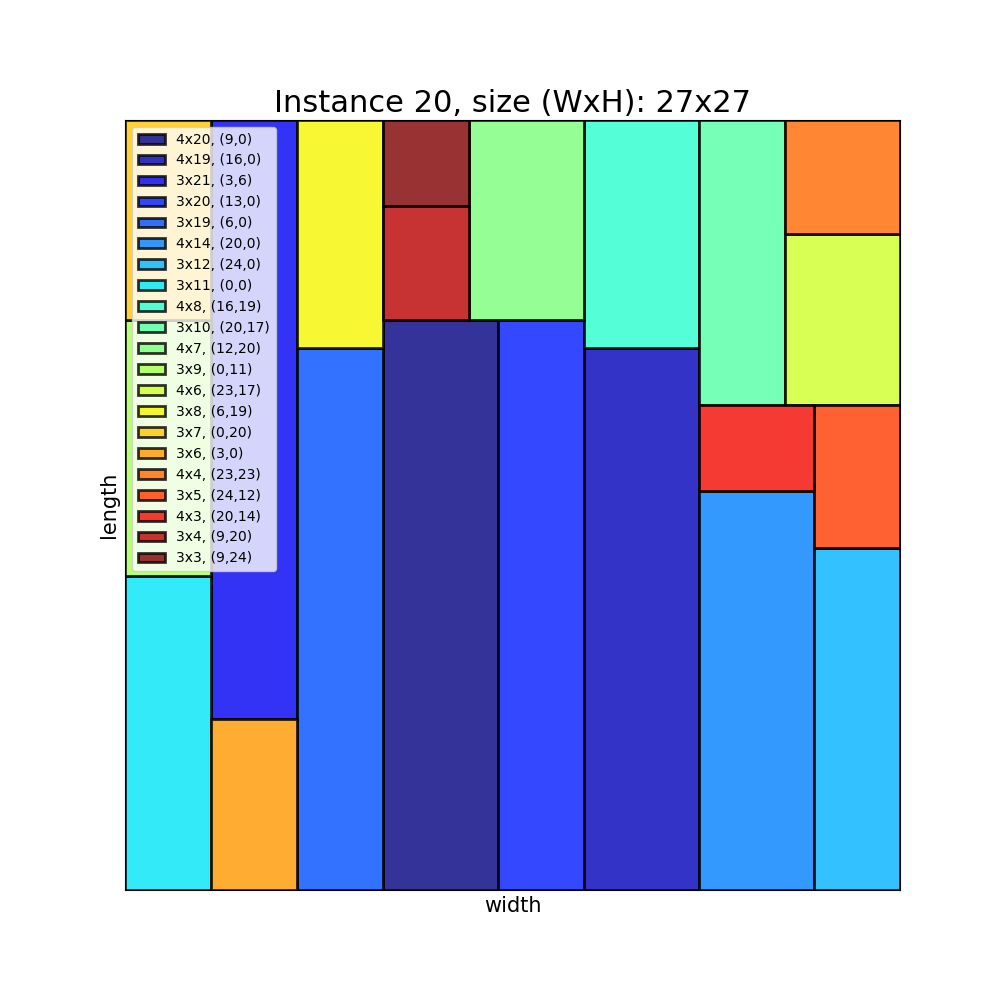 Instance 20, size (WxH): 27x27
4x20, (9,0)
4x19, (16,0)
3x21, (3,6)
3x20, (13,0)
3x19, (6,0)
4x14, (20,0)
3x12, (24,0)
3x11, (0,0)
4x8, (16,19)
3x10, (20,17)
4x7, (12,20)
3x9, (0,11)
4x6, (23,17)
3x8, (6,19)
3x7, (0,20)
3x6, (3,0)
4x4, (23,23)
3x5, (24,12)
4x3, (20,14)
3x4, (9,20)
3x3, (9,24)
length
width